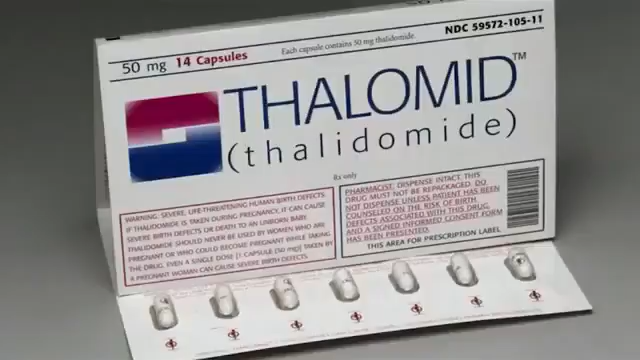 50 mg 14 Capsules
Each capsule contains 50 mg thalidomide.
NDC 59572-105-11
THALOMID™
(thalidomide)
Rx only
WARNING: SEVERE, LIFE-THREATENING HUMAN BIRTH DEFECTS.
IF THALIDOMIDE IS TAKEN DURING PREGNANCY, IT CAN CAUSE
SEVERE BIRTH DEFECTS OR DEATH TO AN UNBORN BABY.
THALIDOMIDE SHOULD NEVER BE USED BY WOMEN WHO ARE
PREGNANT OR WHO COULD BECOME PREGNANT WHILE TAKING
THE DRUG. EVEN A SINGLE DOSE [1 CAPSULE (50 mg)] TAKEN BY
A PREGNANT WOMAN CAN CAUSE SEVERE BIRTH DEFECTS.
PHARMACIST: DISPENSE INTACT. THIS
DRUG MUST NOT BE REPACKAGED. DO
NOT DISPENSE UNLESS PATIENT HAS BEEN
COUNSELED ON THE RISK OF BIRTH
DEFECTS ASSOCIATED WITH THIS DRUG,
AND A SIGNED INFORMED CONSENT FORM
HAS BEEN PRESENTED.
THIS AREA FOR PRESCRIPTION LABEL